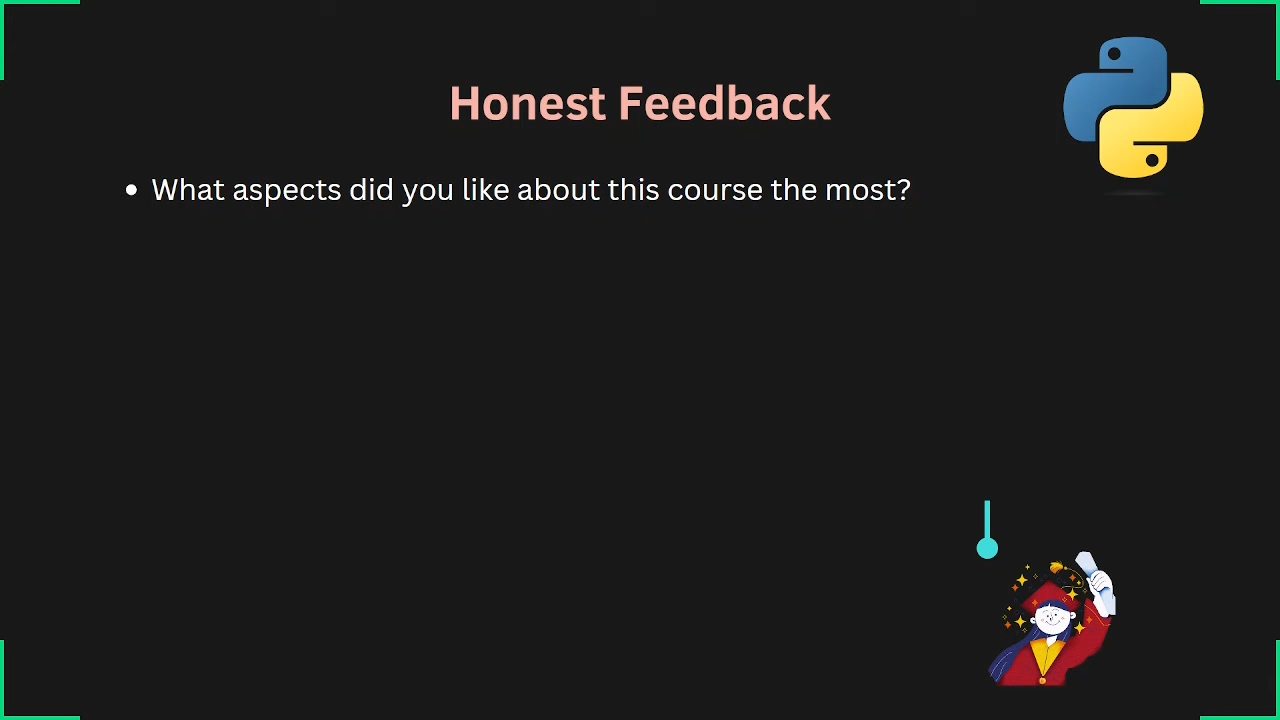 Honest Feedback
• What aspects did you like about this course the most?